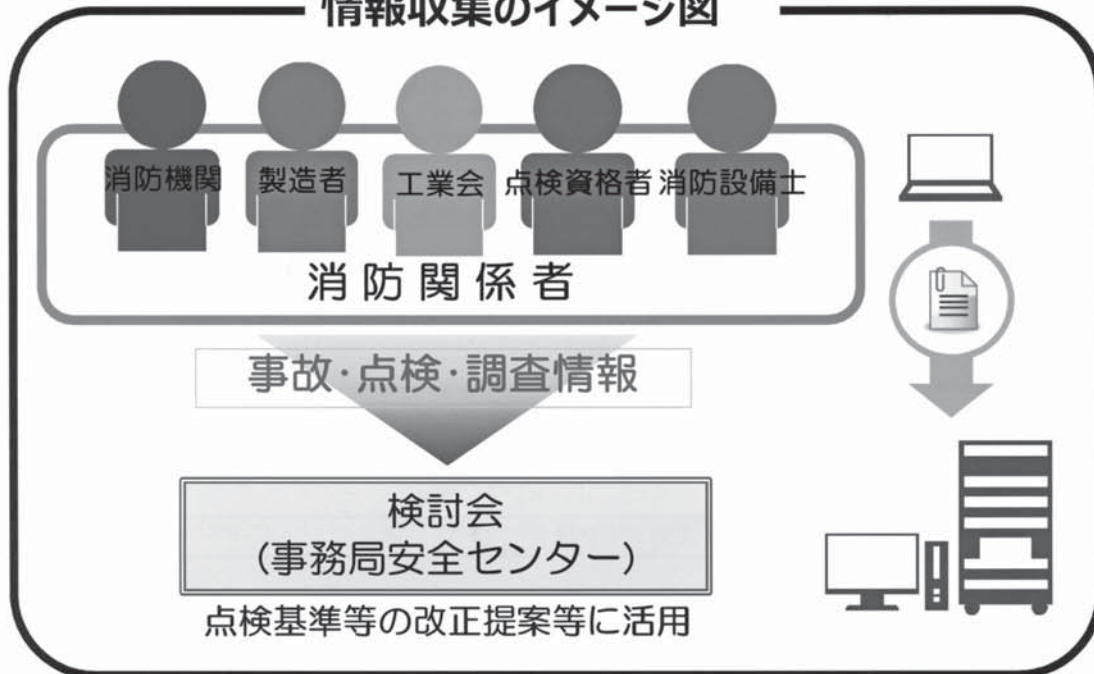 情報収集のイメージ図
消防機関 製造者 工業会 点検資格者 消防設備士
消防関係者
事故・点検・調査情報
検討会
(事務局安全センター)
点検基準等の改正提案等に活用